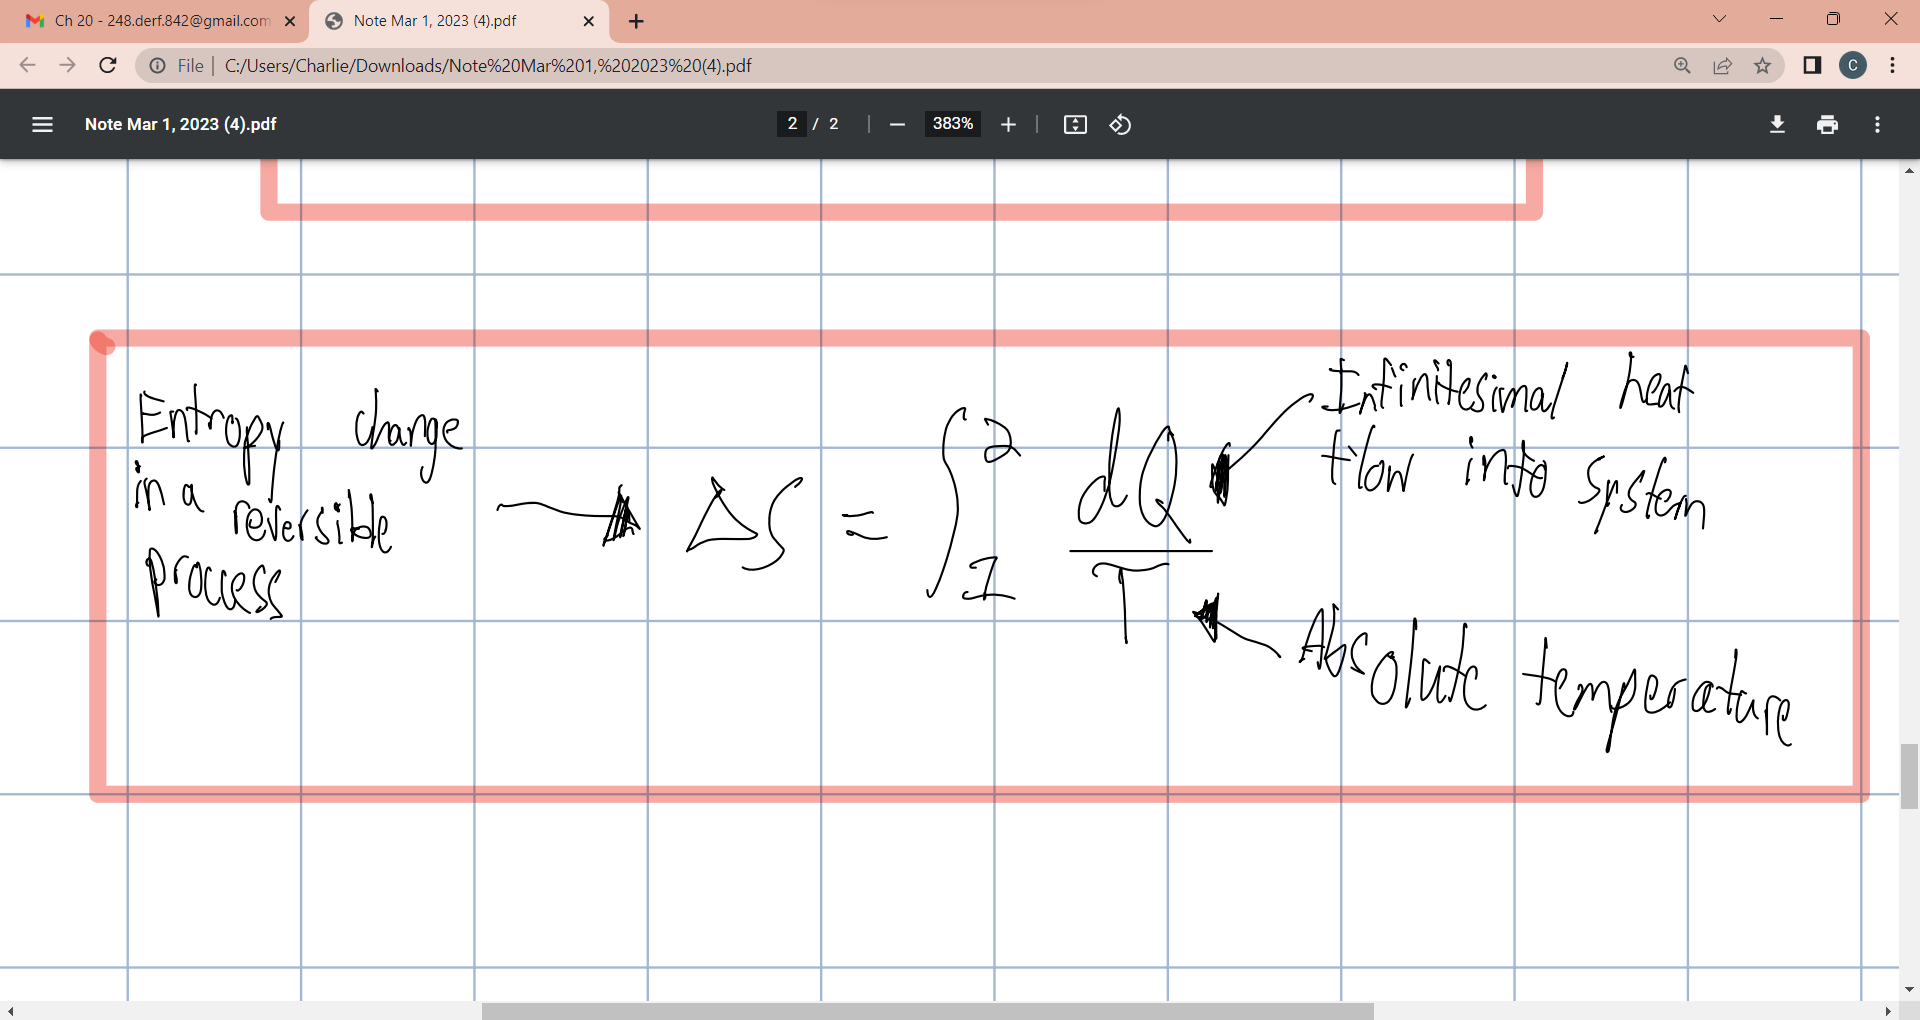 Ch 20 - 248.derf.842@gmail.com
Note Mar 1, 2023 (4).pdf
File | C:/Users/Charlie/Downloads/Note%20Mar%201,%202023%20(4).pdf
C
Note Mar 1, 2023 (4).pdf
2 / 2
383%
Entropy change
in a reversible
process
ΔS = ∫₁² dQ/T
Infinitesimal heat
flow into system
Absolute temperature